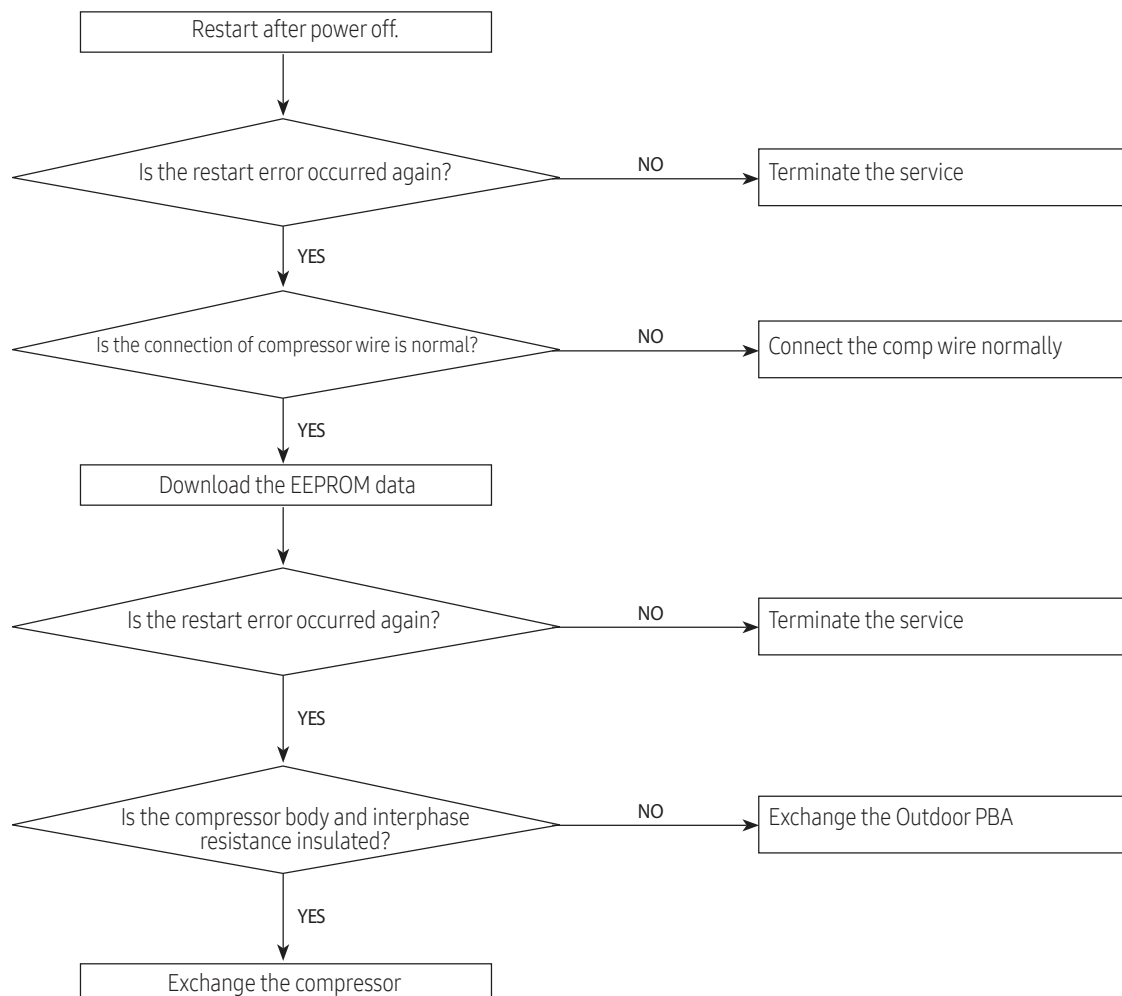 Restart after power off.
Is the restart error occurred again?
NO
Terminate the service
YES
Is the connection of compressor wire is normal?
NO
Connect the comp wire normally
YES
Download the EEPROM data
Is the restart error occurred again?
NO
Terminate the service
YES
Is the compressor body and interphase
resistance insulated?
NO
Exchange the Outdoor PBA
YES
Exchange the compressor